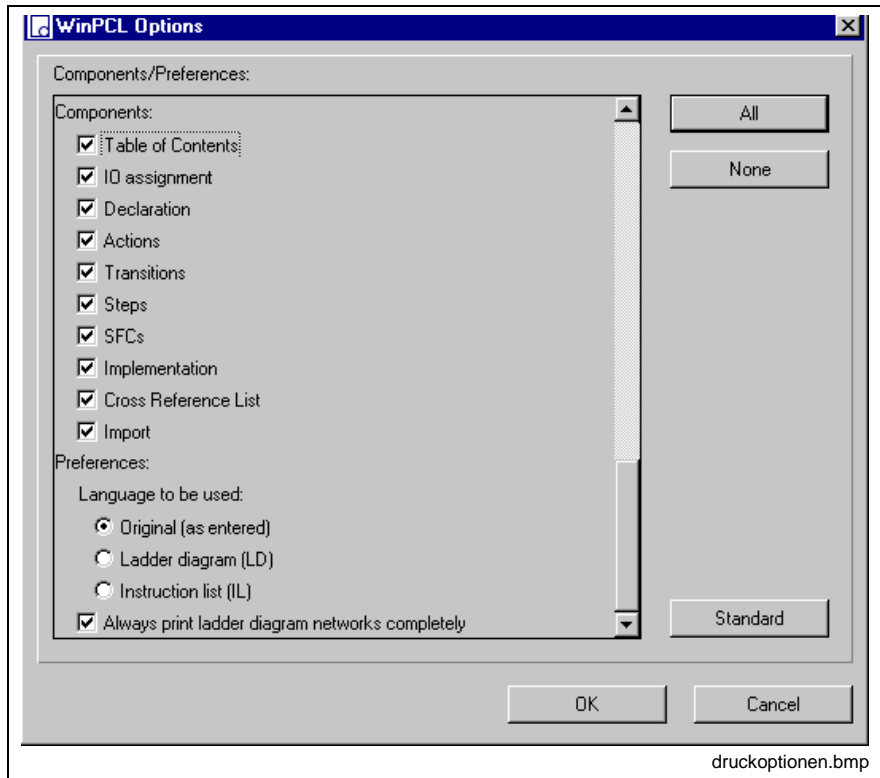 WinPCL Options
Components/Preferences:
Components:
Table of Contents
IO assignment
Declaration
Actions
Transitions
Steps
SFCs
Implementation
Cross Reference List
Import
Preferences:
Language to be used:
Original (as entered)
Ladder diagram (LD)
Instruction list (IL)
Always print ladder diagram networks completely
All
None
Standard
OK
Cancel
druckoptionen.bmp